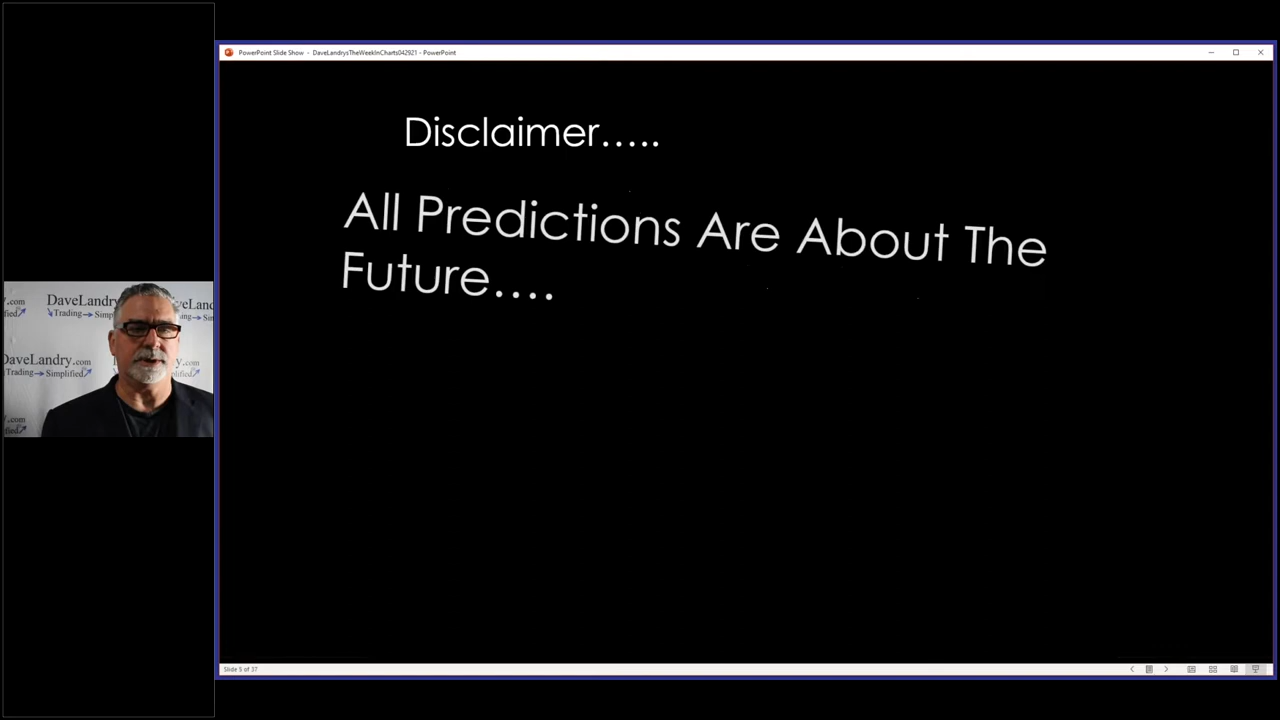 PowerPoint Slide Show - DaveLandrysTheWeekInCharts042921 - PowerPoint
Disclaimer.....
All Predictions Are About The
Future....
DaveLandry.com
Trading
DaveLandry.com
Trading Simplified
Slide 5 of 37